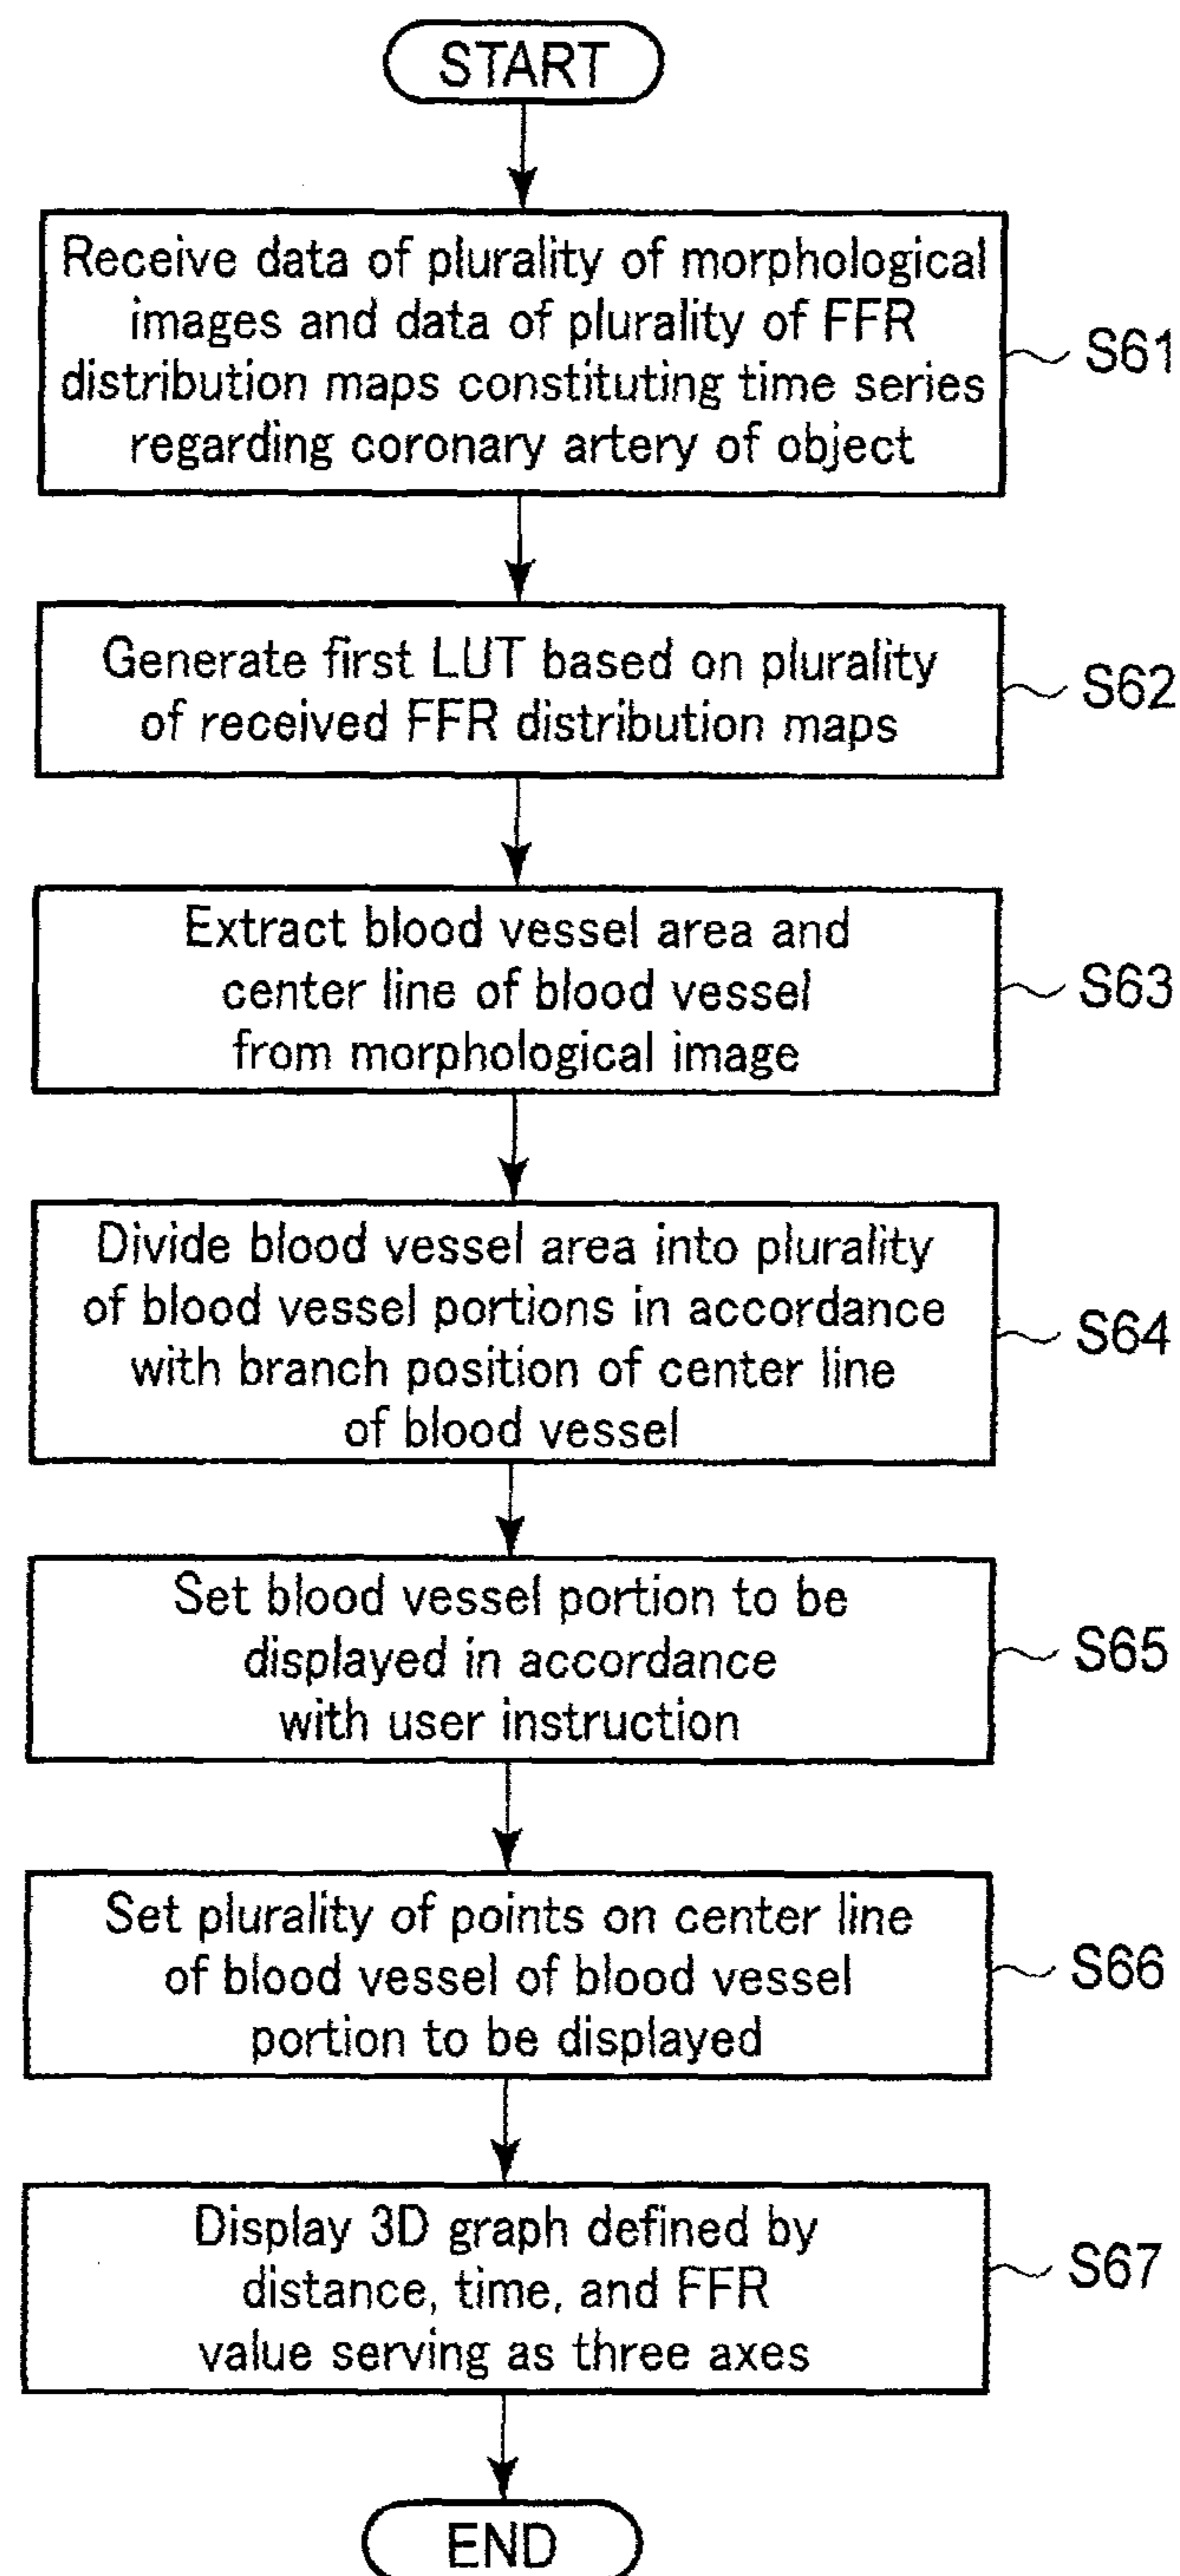 START
Receive data of plurality of morphological
images and data of plurality of FFR
distribution maps constituting time series
regarding coronary artery of object
S61
Generate first LUT based on plurality
of received FFR distribution maps
S62
Extract blood vessel area and
center line of blood vessel
from morphological image
S63
Divide blood vessel area into plurality
of blood vessel portions in accordance
with branch position of center line
of blood vessel
S64
Set blood vessel portion to be
displayed in accordance
with user instruction
S65
Set plurality of points on center line
of blood vessel of blood vessel
portion to be displayed
S66
Display 3D graph defined by
distance, time, and FFR
value serving as three axes
S67
END